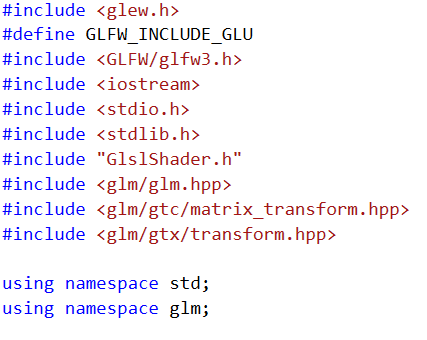 #include <glew.h>
#define GLFW_INCLUDE_GLU
#include <GLFW/glfw3.h>
#include <iostream>
#include <stdio.h>
#include <stdlib.h>
#include "GlslShader.h"
#include <glm/glm.hpp>
#include <glm/gtc/matrix_transform.hpp>
#include <glm/gtx/transform.hpp>
using namespace std;
using namespace glm;